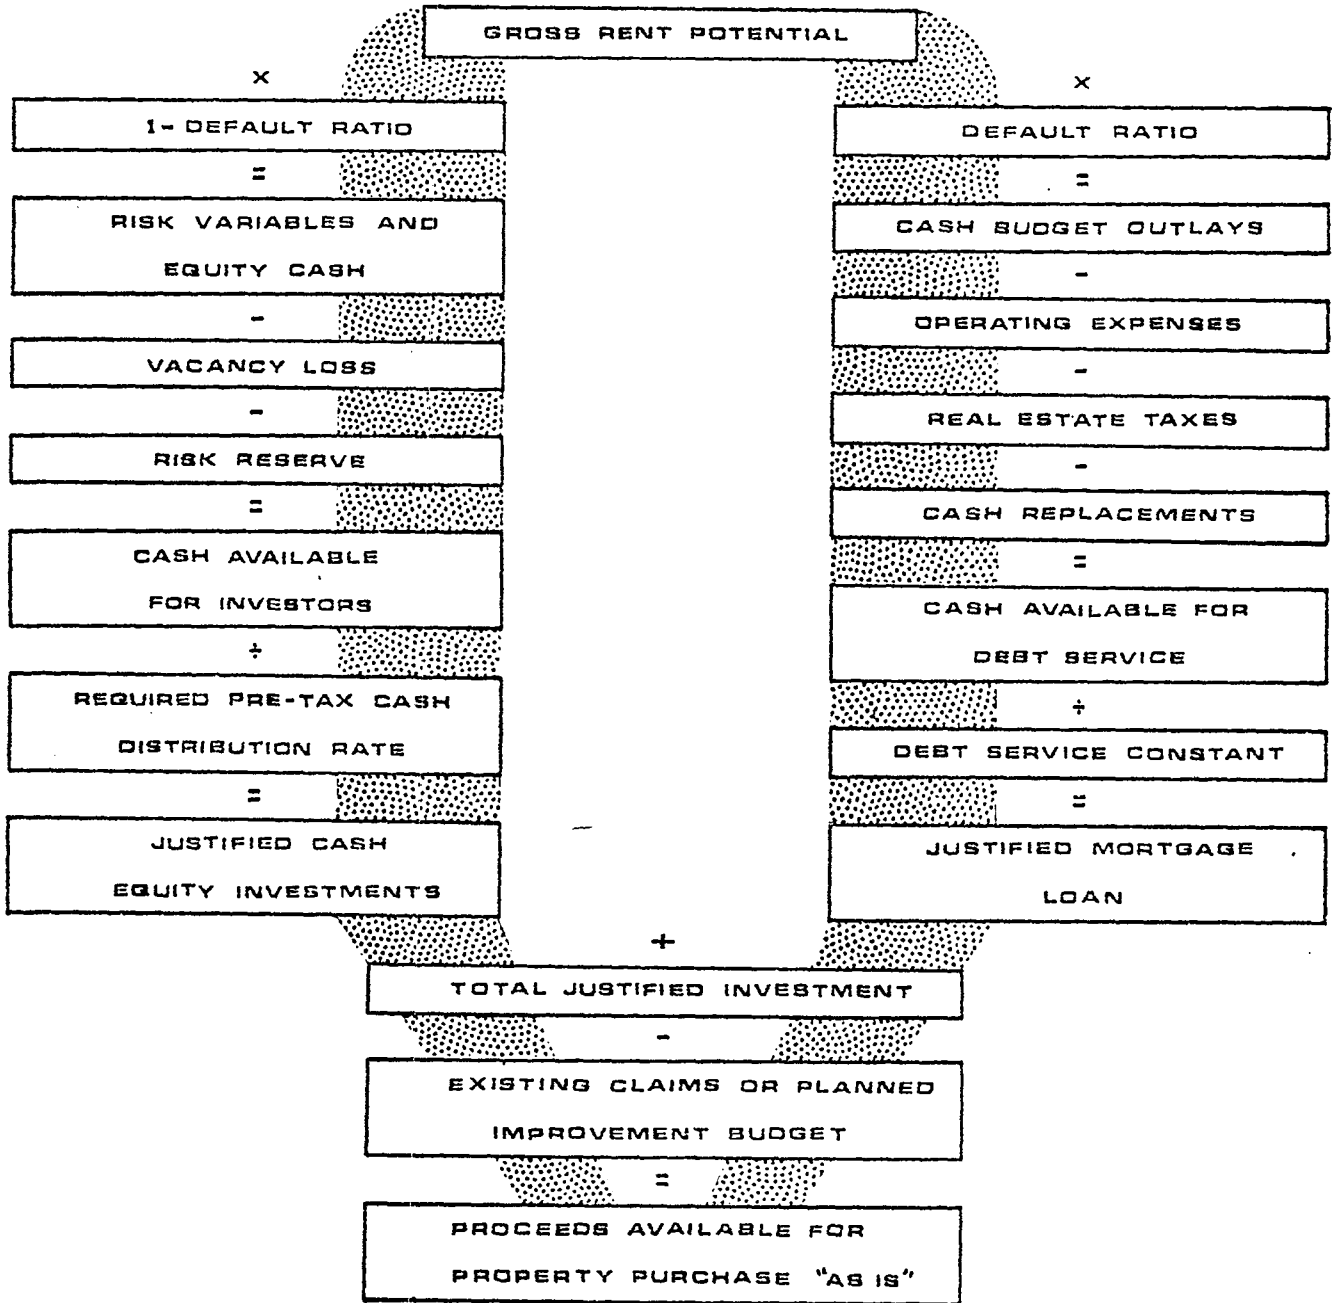 GROSS RENT POTENTIAL
×
1- DEFAULT RATIO
=
RISK VARIABLES AND
EQUITY CASH
-
VACANCY LOSS
-
RISK RESERVE
=
CASH AVAILABLE
FOR INVESTORS
÷
REQUIRED PRE-TAX CASH
DISTRIBUTION RATE
=
JUSTIFIED CASH
EQUITY INVESTMENTS
×
DEFAULT RATIO
=
CASH BUDGET OUTLAYS
-
OPERATING EXPENSES
-
REAL ESTATE TAXES
-
CASH REPLACEMENTS
=
CASH AVAILABLE FOR
DEBT SERVICE
÷
DEBT SERVICE CONSTANT
=
JUSTIFIED MORTGAGE
LOAN
+
TOTAL JUSTIFIED INVESTMENT
-
EXISTING CLAIMS OR PLANNED
IMPROVEMENT BUDGET
=
PROCEEDS AVAILABLE FOR
PROPERTY PURCHASE "AS IS"